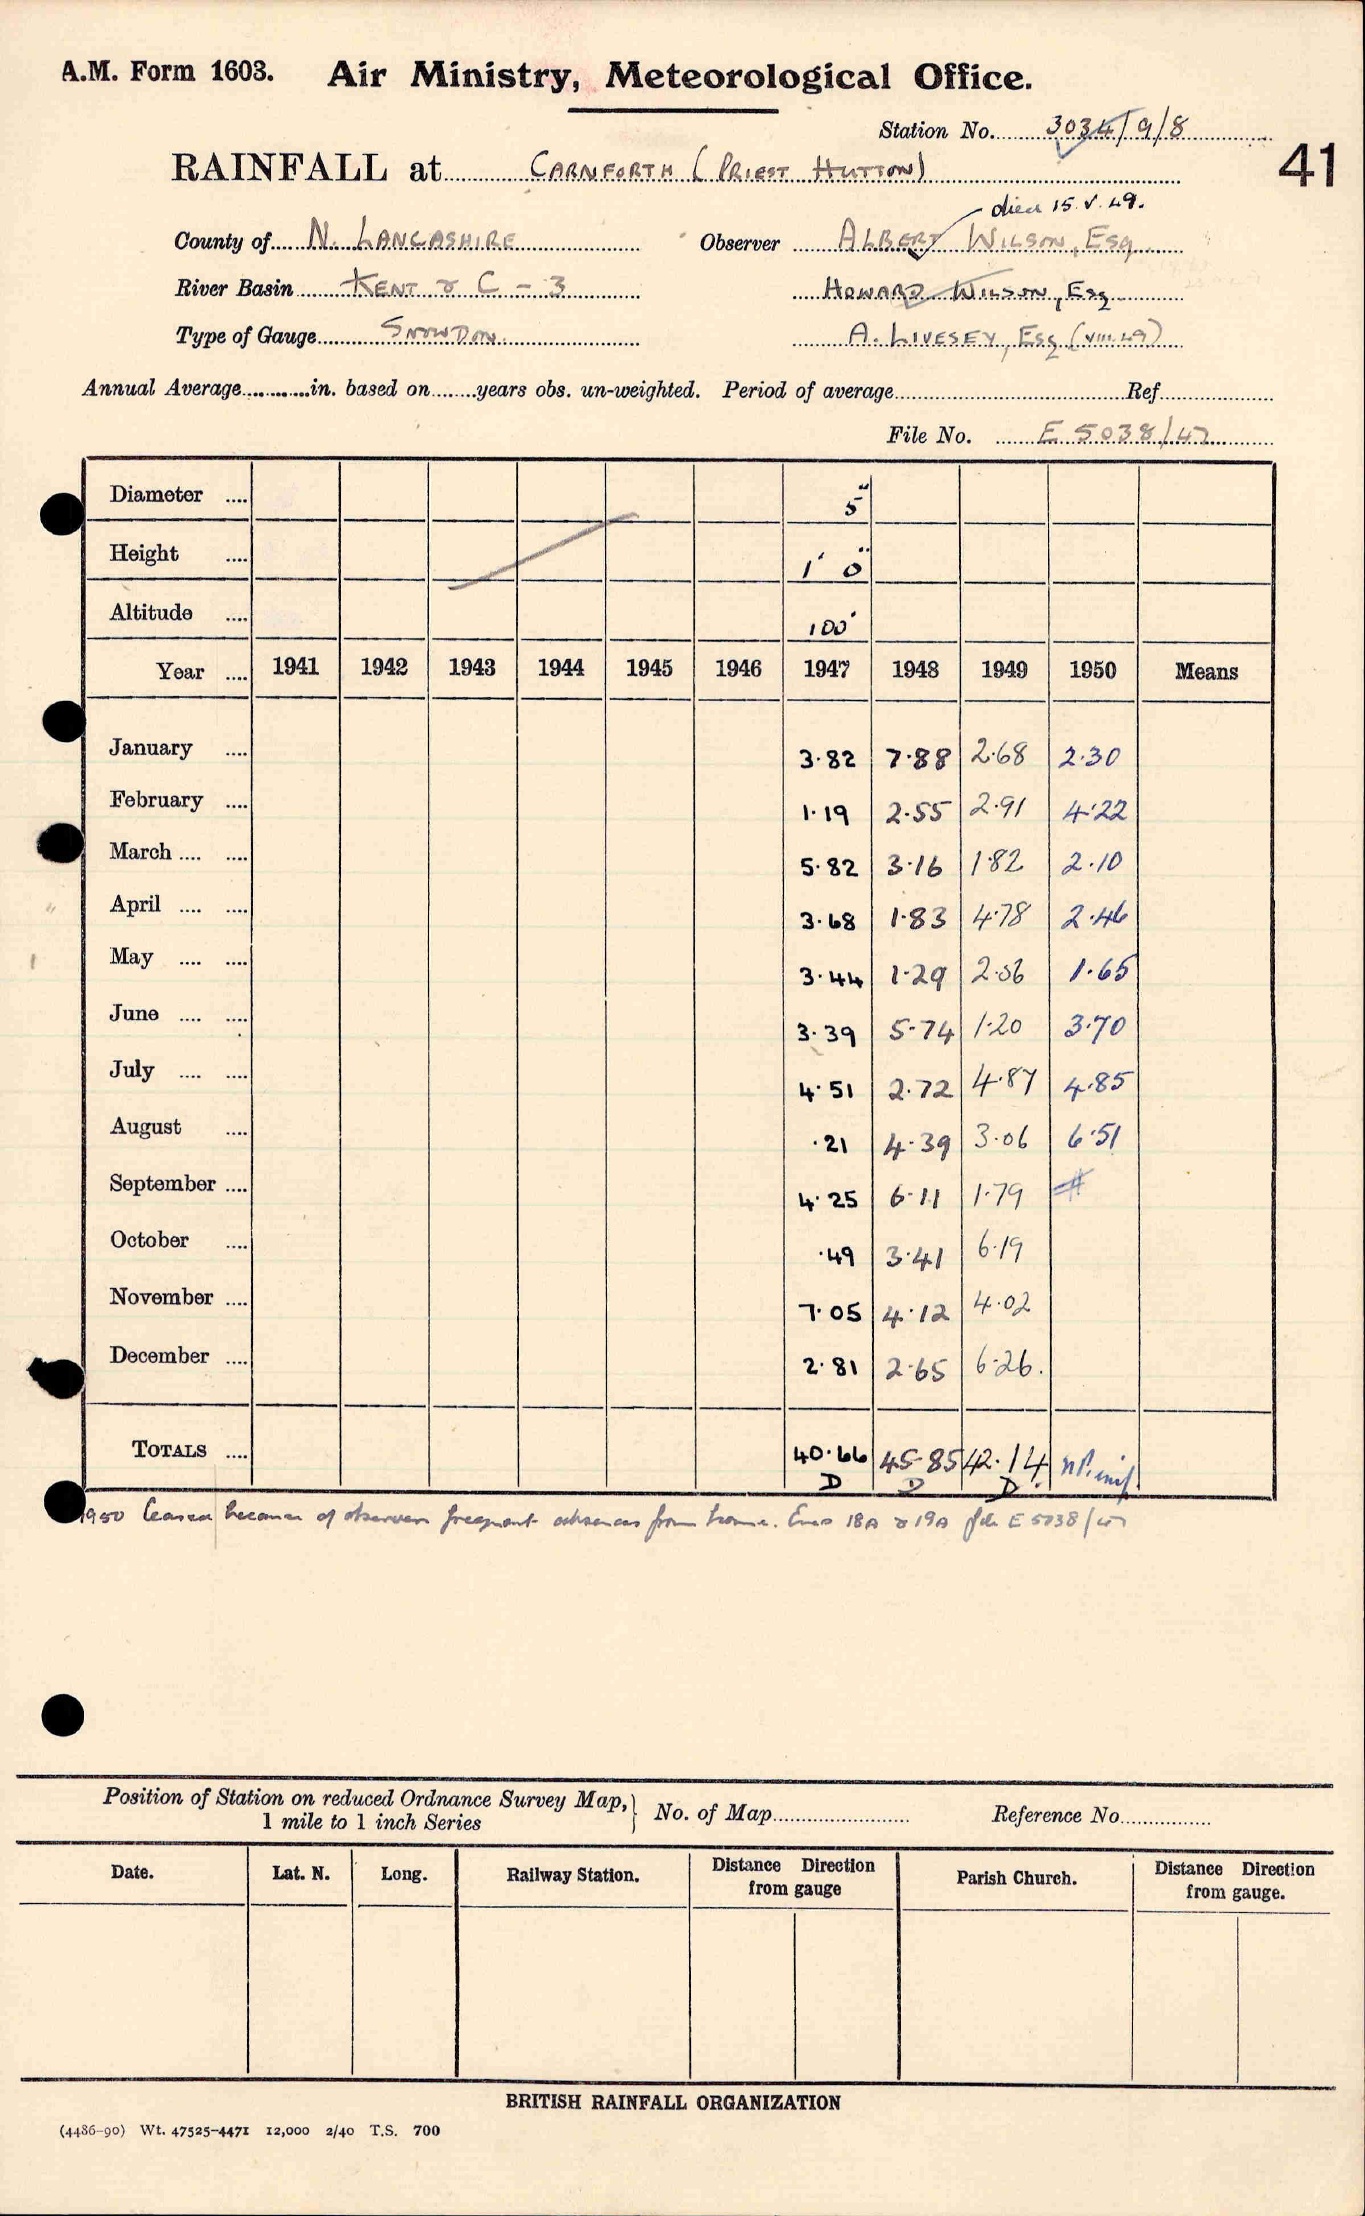 A.M. Form 1603. Air Ministry, Meteorological Office.
Station No. 3034/9/8
41
RAINFALL at CARNFORTH (PRIEST HUTTON)
died 15.V.49.
County of N. LANCASHIRE Observer ALBERT WILSON, ESQ
River Basin KENT & C - 3 HOWARD WILSON, ESQ
Type of Gauge SNOWDON. A. LIVESEY, ESQ (VIII.49)
Annual Average in. based on years obs. un-weighted. Period of average Ref
File No. E 5038/47
Diameter 5"
Height 1' 0"
Altitude 100'
Year 1941 1942 1943 1944 1945 1946 1947 1948 1949 1950 Means
January 3.82 7.88 2.68 2.30
February 1.19 2.55 2.91 4.22
March 5.82 3.16 1.82 2.10
April 3.68 1.83 4.78 2.46
May 3.44 1.29 2.56 1.65
June 3.39 5.74 1.20 3.70
July 4.51 2.72 4.87 4.85
August .21 4.39 3.06 6.51
September 4.25 6.11 1.79 #
October .49 3.41 6.19
November 7.05 4.12 4.02
December 2.81 2.65 6.26.
TOTALS 40.66 45.85 42.14
D D D
1950 Ceased because of observers frequent absences from home. Encs 18A & 19A file E 5038/47
Position of Station on reduced Ordnance Survey Map, 1 mile to 1 inch Series } No. of Map Reference No.
Date. Lat. N. Long. Railway Station. Distance Direction from gauge Parish Church. Distance Direction from gauge.
BRITISH RAINFALL ORGANIZATION
(4486-90) Wt. 47525-4471 12,000 2/40 T.S. 700